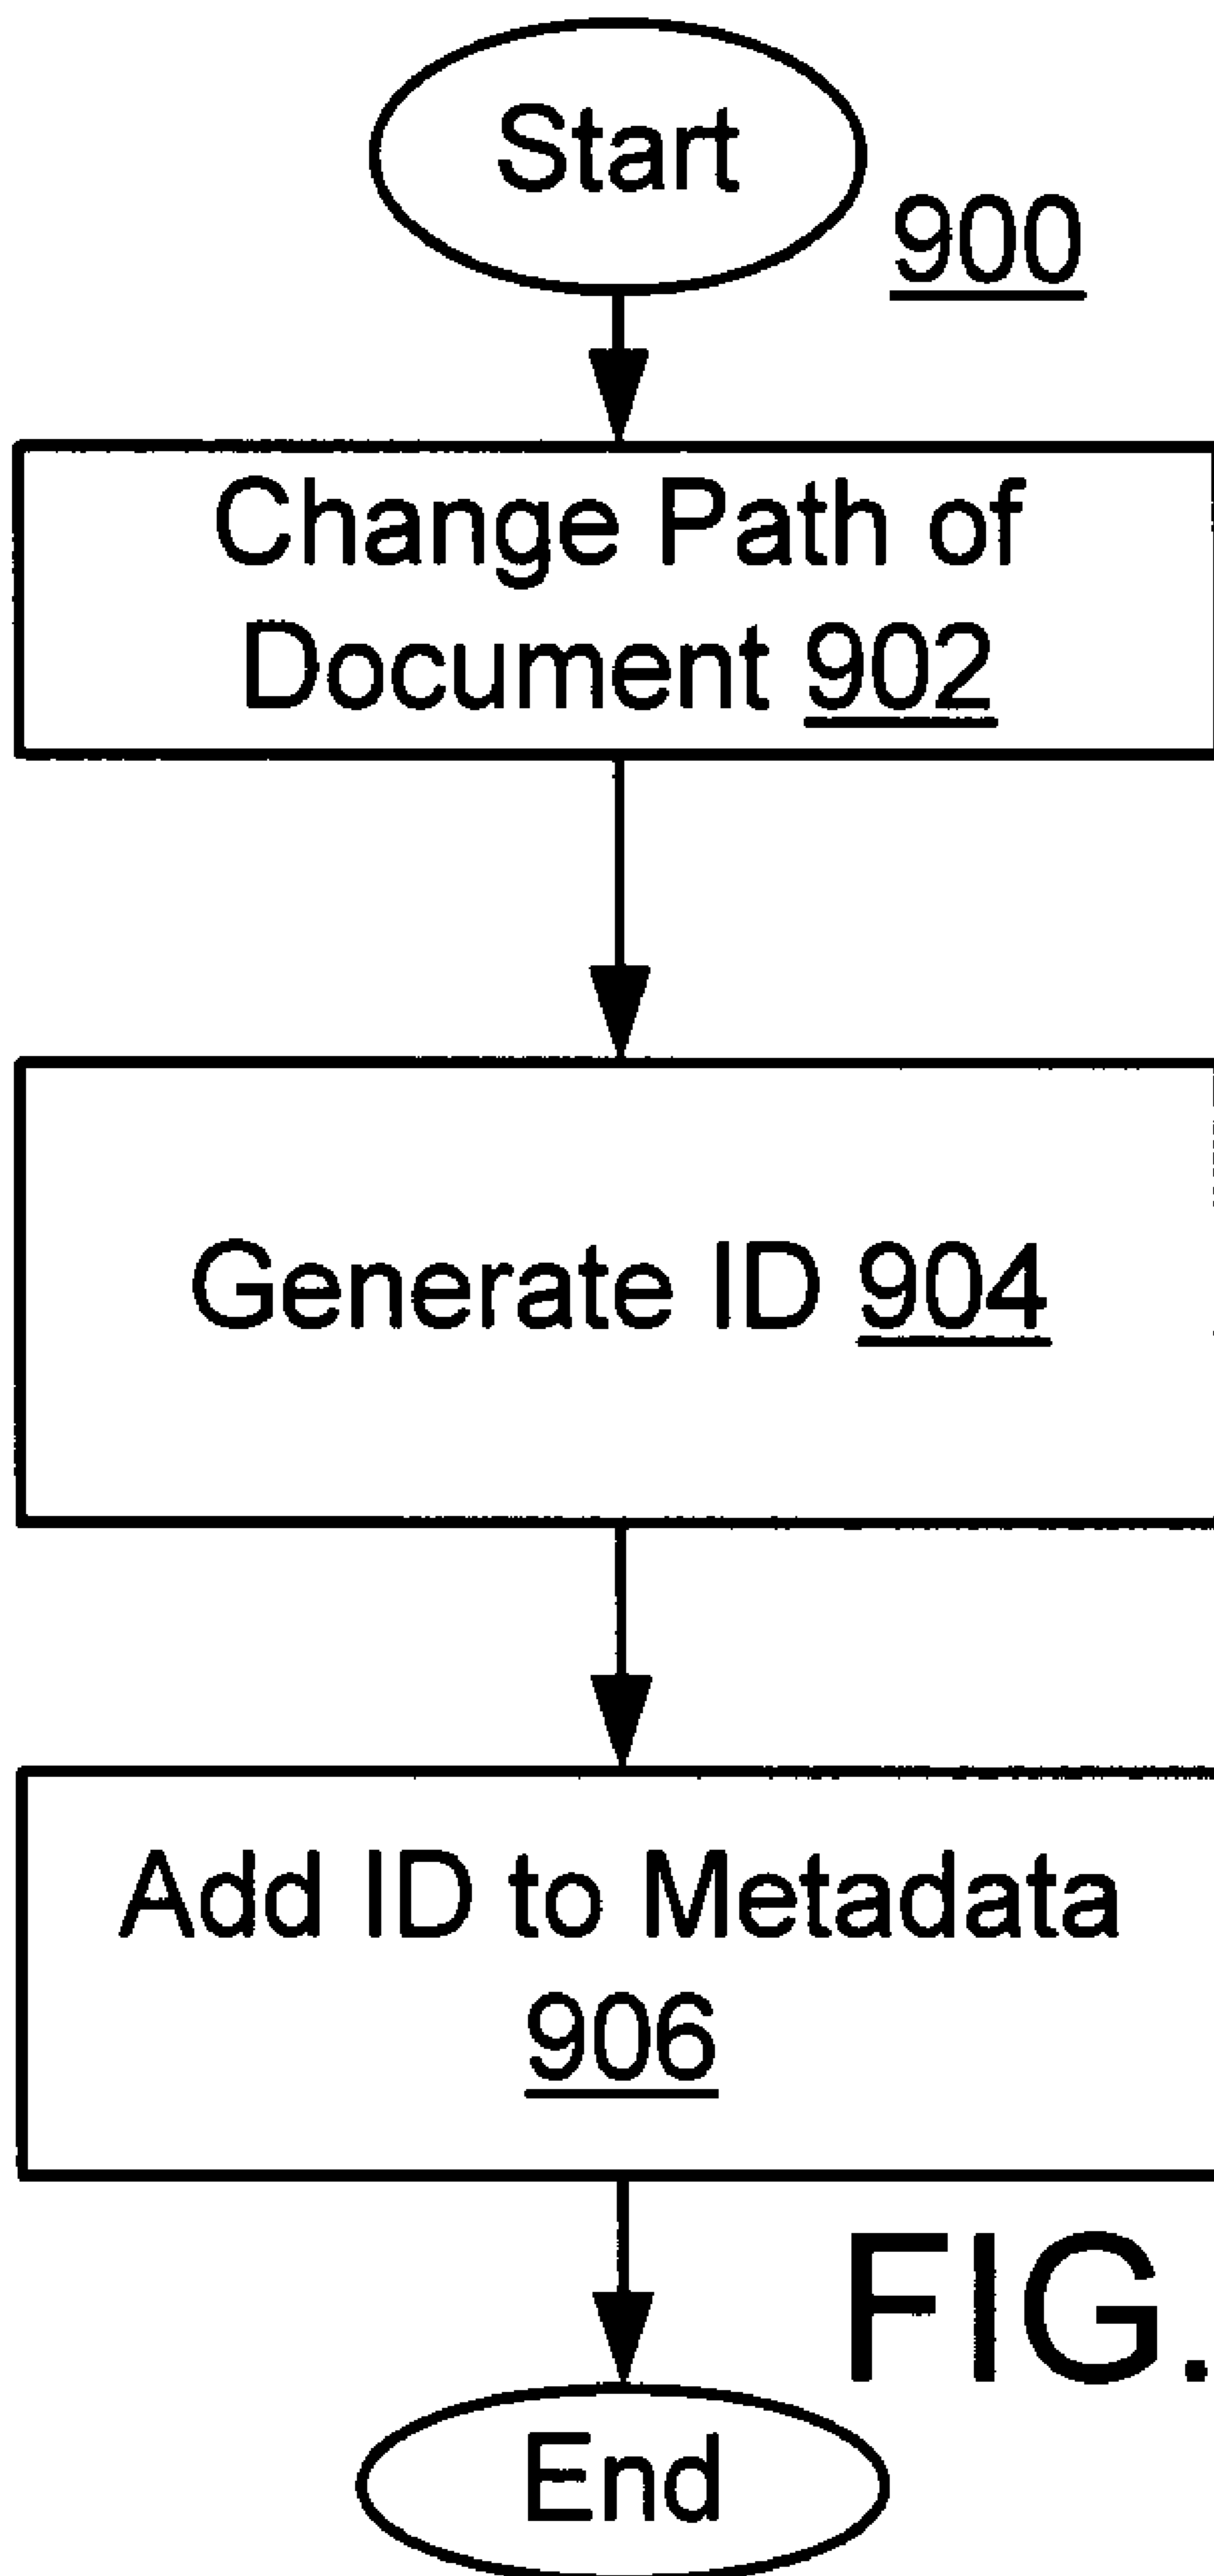 Start
900
Change Path of
Document 902
Generate ID 904
Add ID to Metadata
906
FIG.
End